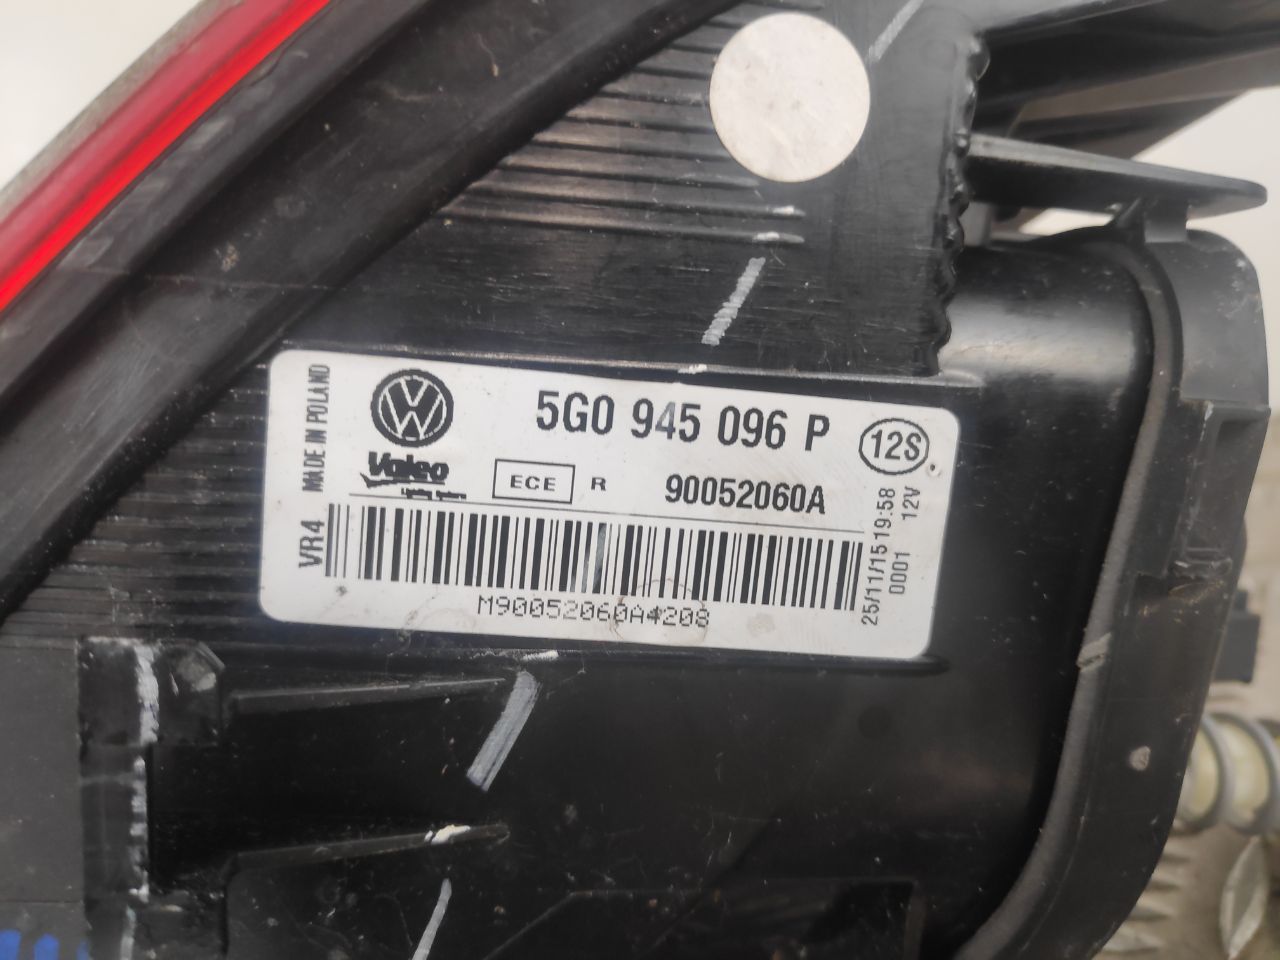 MADE IN POLAND
VW
5G0 945 096 P
12S
Valeo
ECE R
90052060A
VR4
M90052060A4208
25/11/15 19:58
0001 12V